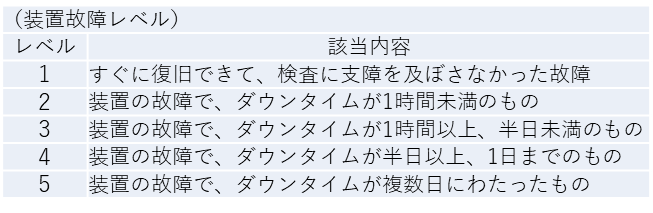 （装置故障レベル）
レベル 該当内容
1 すぐに復旧できて、検査に支障を及ぼさなかった故障
2 装置の故障で、ダウンタイムが1時間未満のもの
3 装置の故障で、ダウンタイムが1時間以上、半日未満のもの
4 装置の故障で、ダウンタイムが半日以上、1日までのもの
5 装置の故障で、ダウンタイムが複数日にわたったもの